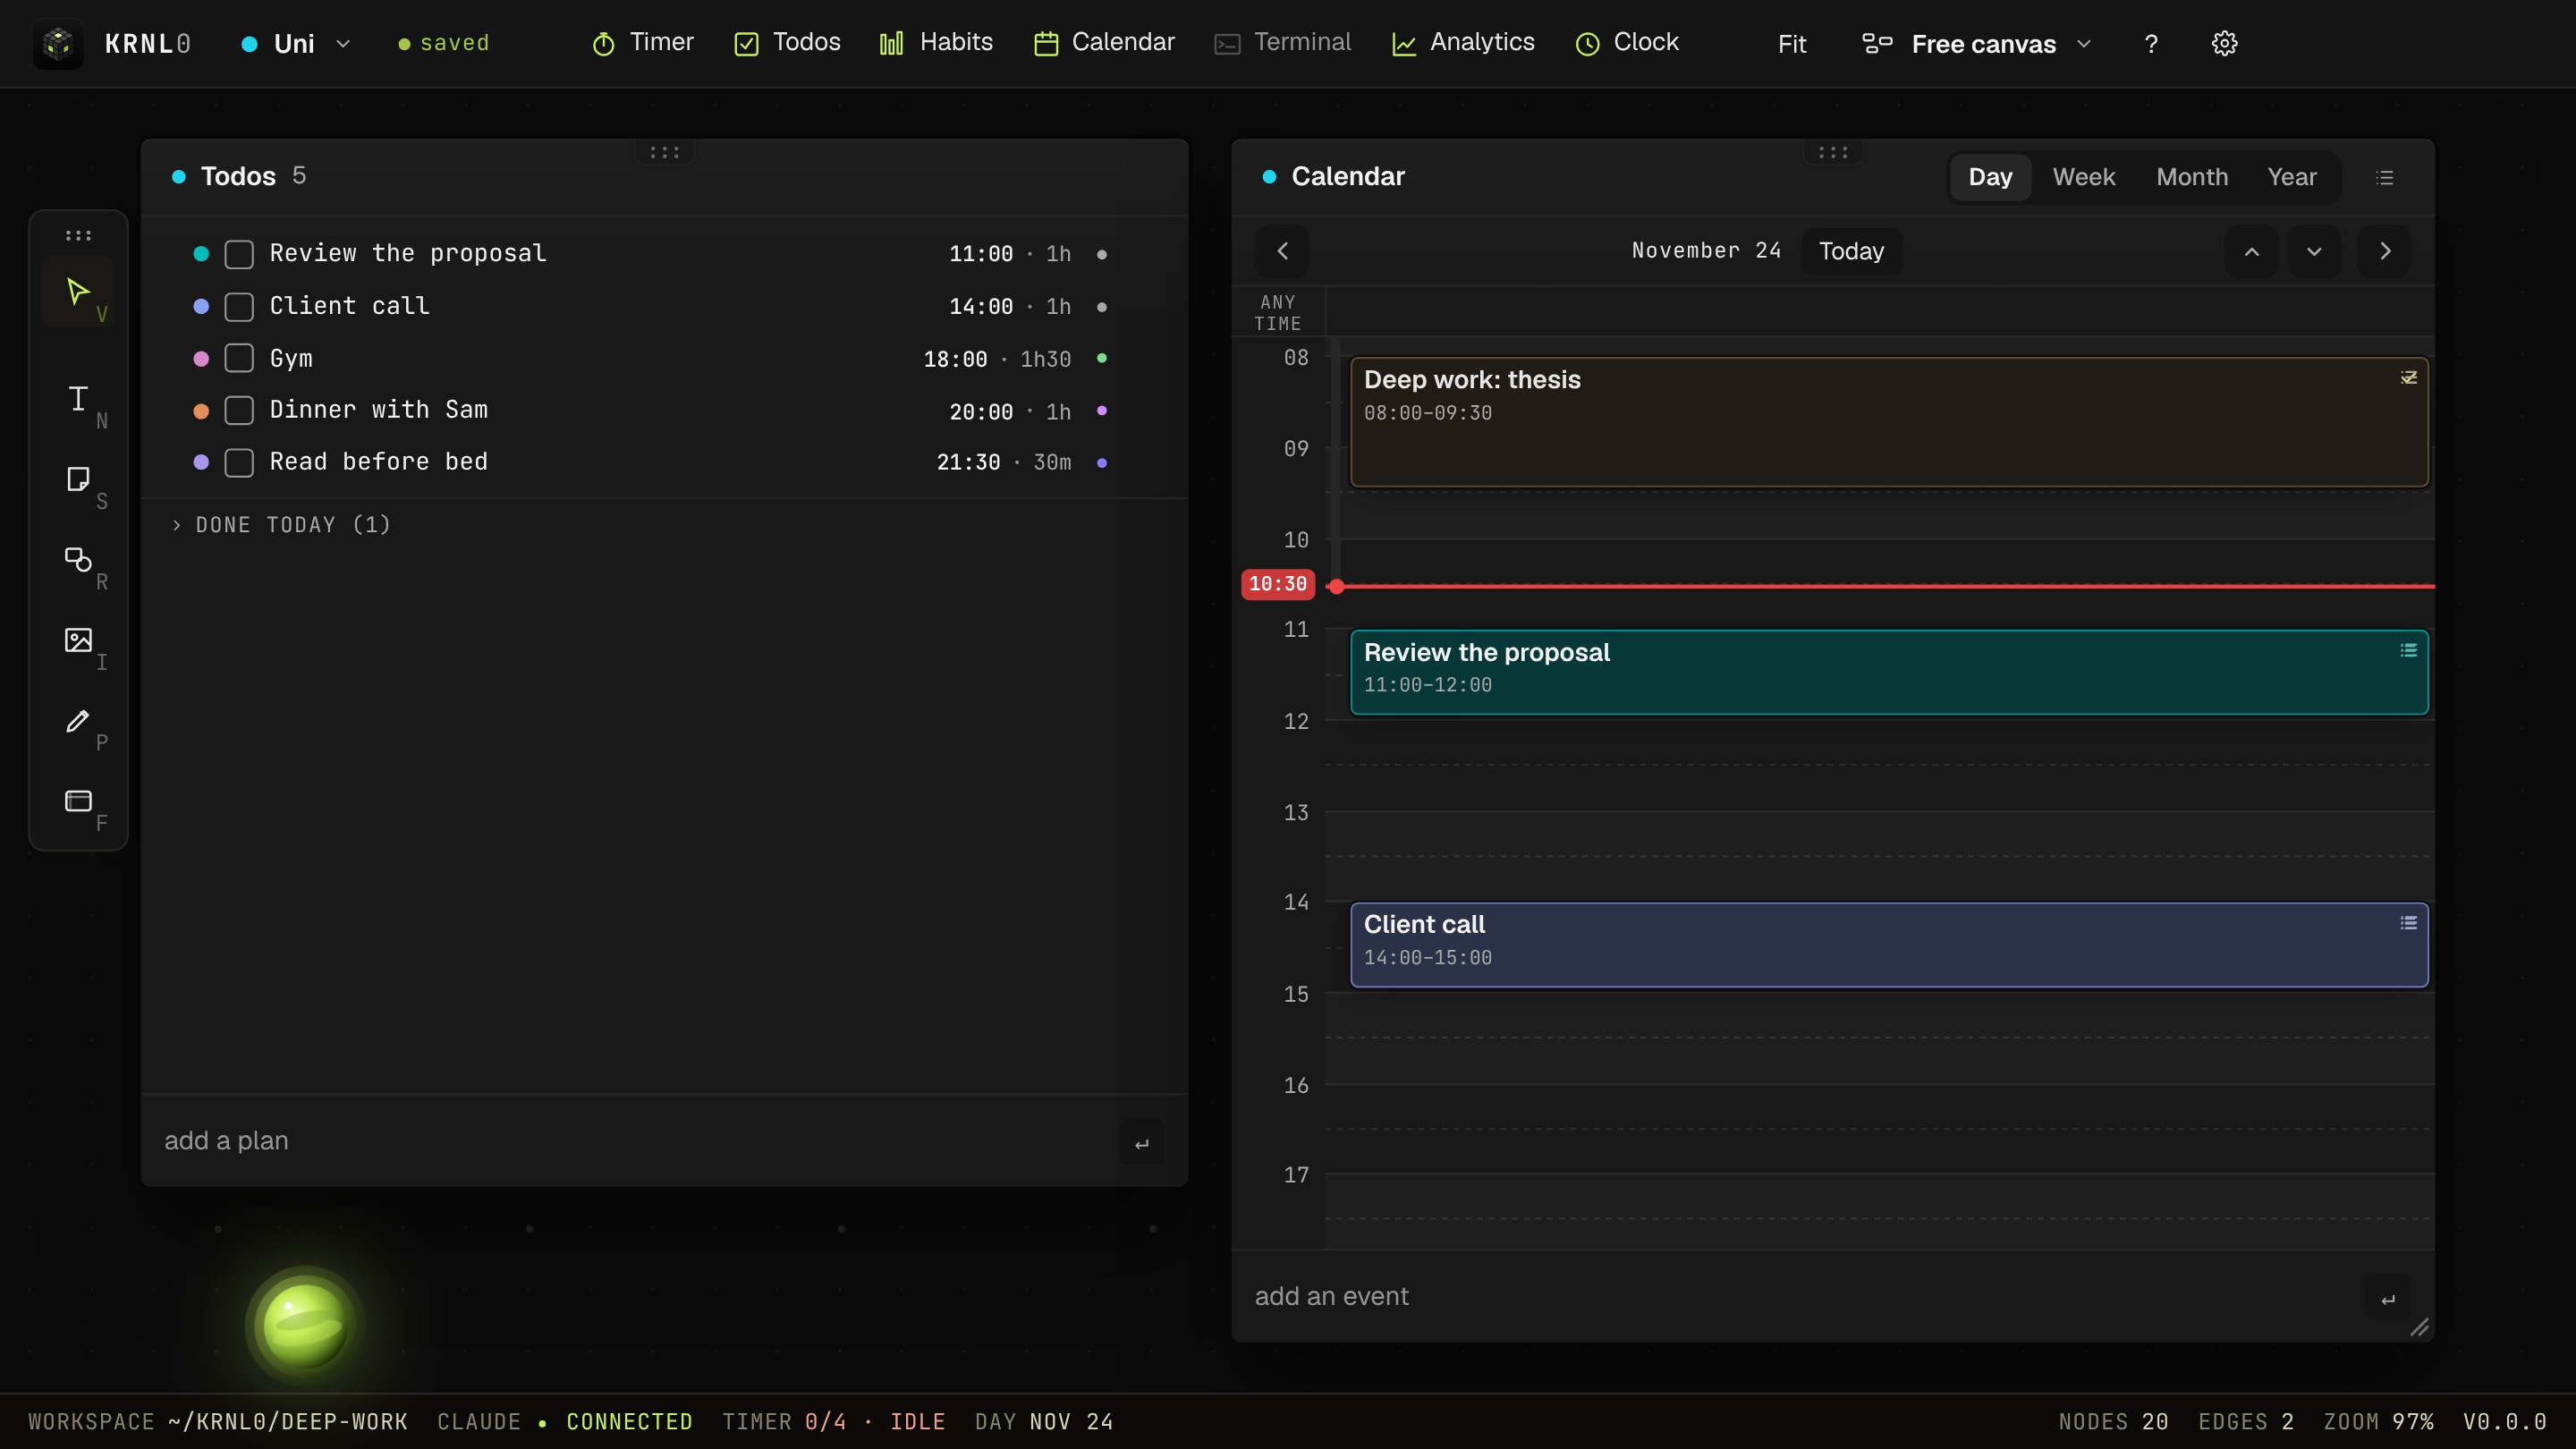 KRNL0 Uni saved Timer Todos Habits Calendar Terminal Analytics Clock Fit Free canvas ?
V
N
S
R
I
P
F
Todos 5
Review the proposal 11:00 · 1h
Client call 14:00 · 1h
Gym 18:00 · 1h30
Dinner with Sam 20:00 · 1h
Read before bed 21:30 · 30m
DONE TODAY (1)
add a plan
Calendar Day Week Month Year
November 24 Today
ANY
TIME
08
Deep work: thesis
08:00–09:30
09
10
10:30
11
Review the proposal
11:00–12:00
12
13
14
Client call
14:00–15:00
15
16
17
add an event
WORKSPACE ~/KRNL0/DEEP-WORK CLAUDE • CONNECTED TIMER 0/4 · IDLE DAY NOV 24 NODES 20 EDGES 2 ZOOM 97% V0.0.0